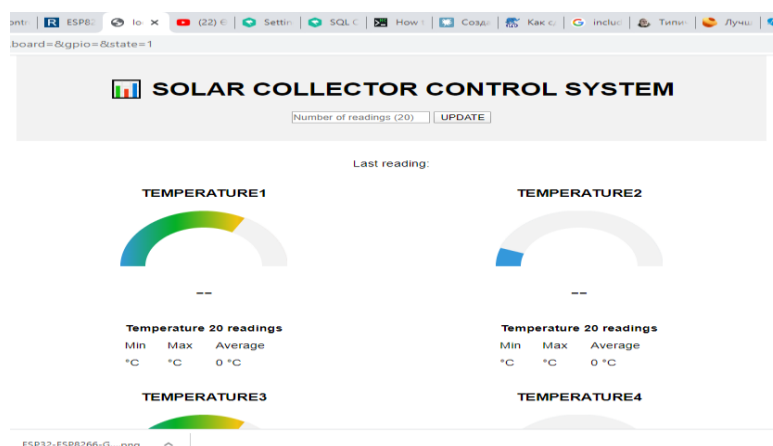 ESP8
lo
(22)
Settin
SQL C
How t
Созда
includ
Типи
Лучш
board=&gpio=&state=1
SOLAR COLLECTOR CONTROL SYSTEM
Number of readings (20) UPDATE
Last reading:
TEMPERATURE1 TEMPERATURE2
-- --
Temperature 20 readings Temperature 20 readings
Min Max Average Min Max Average
°C °C 0 °C °C °C 0 °C
TEMPERATURE3 TEMPERATURE4
ESP32-ESP8266-G...png